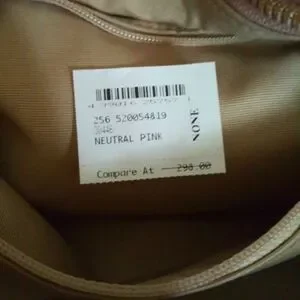 256 520054819
NEUTRAL PINK
NONE
Compare At 298.00